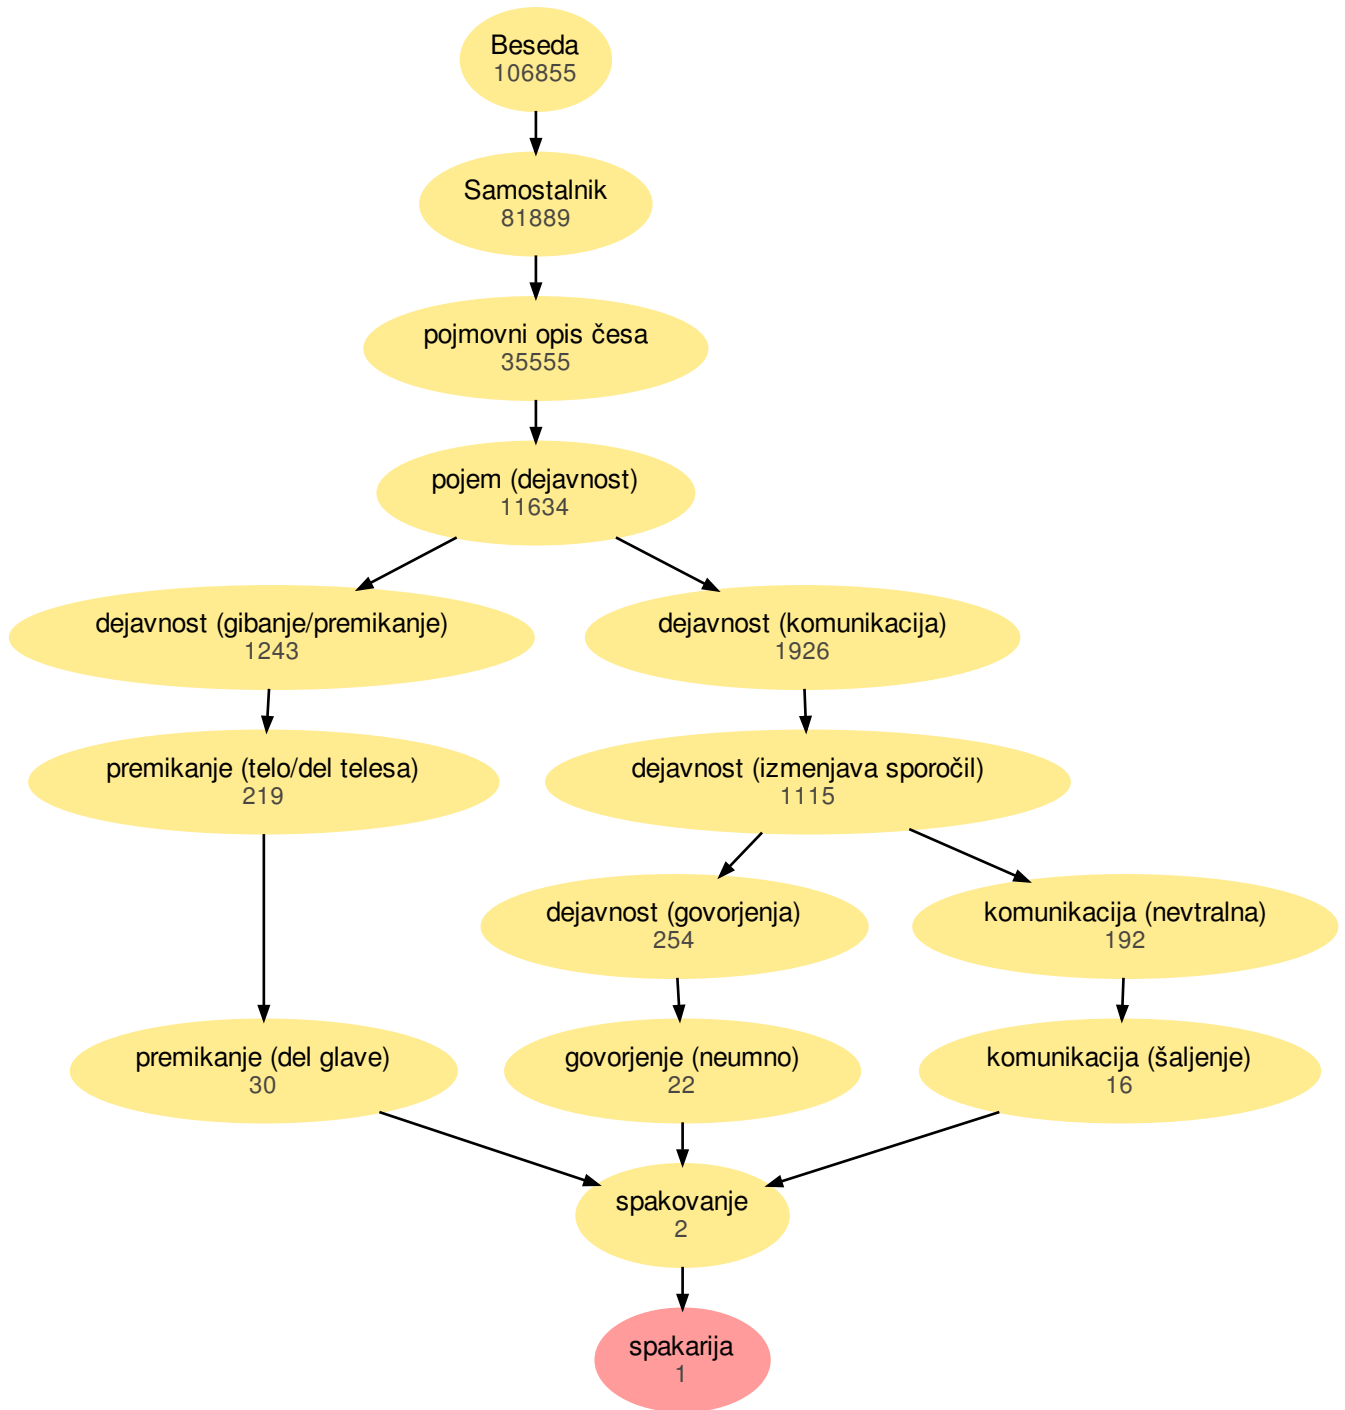 Beseda
106855
Samostalnik
81889
pojmovni opis česa
35555
pojem (dejavnost)
11634
dejavnost (gibanje/premikanje)
1243
dejavnost (komunikacija)
1926
premikanje (telo/del telesa)
219
dejavnost (izmenjava sporočil)
1115
dejavnost (govorjenja)
254
komunikacija (nevtralna)
192
premikanje (del glave)
30
govorjenje (neumno)
22
komunikacija (šaljenje)
16
spakovanje
2
spakarija
1